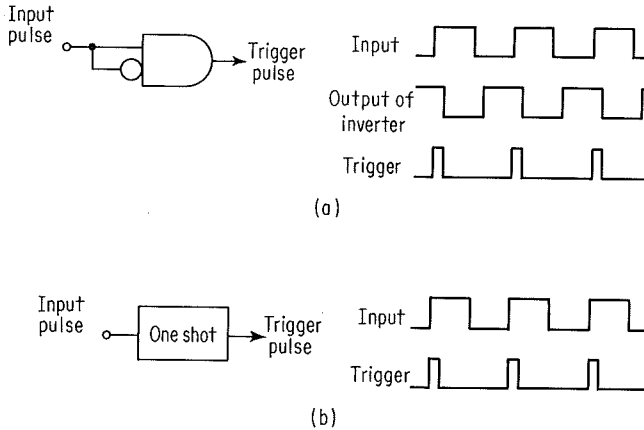 Input
pulse
Trigger
pulse
Input
Output of
inverter
Trigger
(a)
Input
pulse
One shot
Trigger
pulse
Input
Trigger
(b)